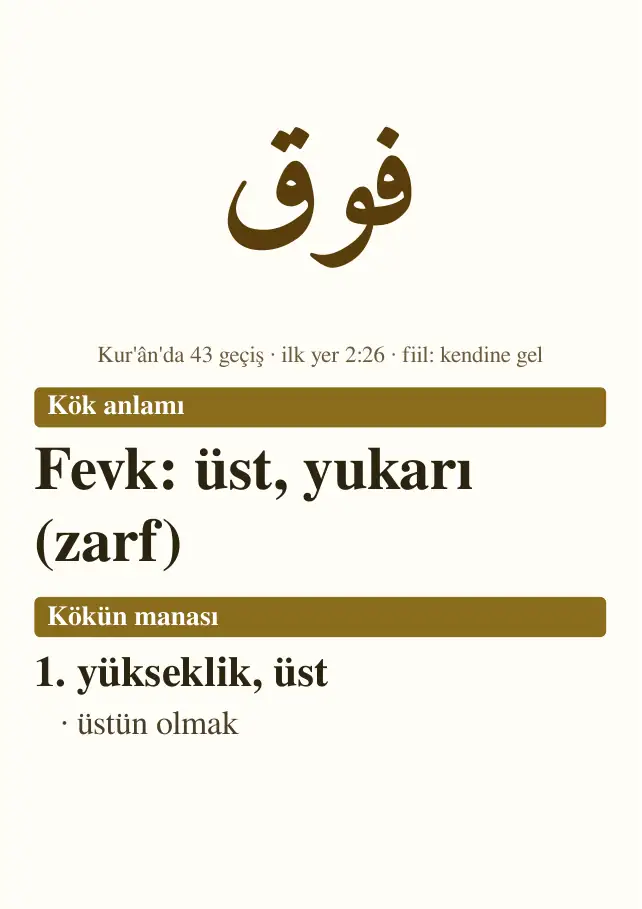 فوق
Kur'ân'da 43 geçiş · ilk yer 2:26 · fiil: kendine gel
Kök anlamı
Fevk: üst, yukarı
(zarf)
Kökün manası
1. yükseklik, üst
· üstün olmak